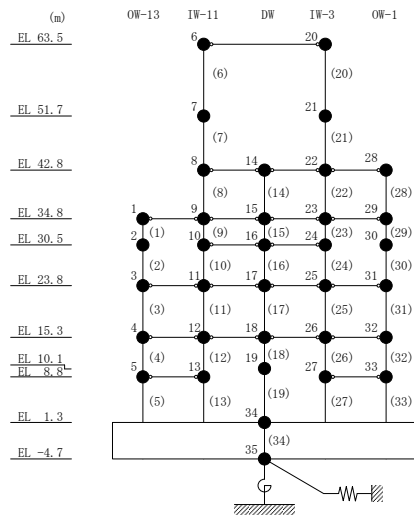 (m) OW-13 IW-11 DW IW-3 OW-1
EL 63.5 6 20
(6) (20)
EL 51.7 7 21
(7) (21)
EL 42.8 8 14 22 28
(8) (14) (22) (28)
EL 34.8 1 9 15 23 29
(1) (9) (15) (23) (29)
EL 30.5 2 10 16 24 30
(2) (10) (16) (24) (30)
EL 23.8 3 11 17 25 31
(3) (11) (17) (25) (31)
EL 15.3 4 12 18 26 32
(4) (12) (18) (26) (32)
EL 10.1 19
EL 8.8 5 13 27 33
(5) (13) (19) (27) (33)
EL 1.3 34
(34)
EL -4.7 35